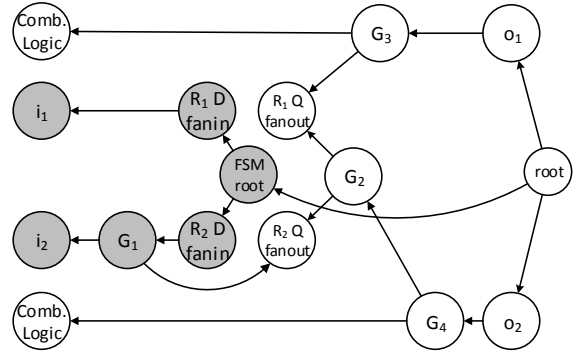 Comb.
Logic
G3
o1
i1
R1 D
fanin
R1 Q
fanout
FSM
root
G2
root
i2
G1
R2 D
fanin
R2 Q
fanout
Comb.
Logic
G4
o2